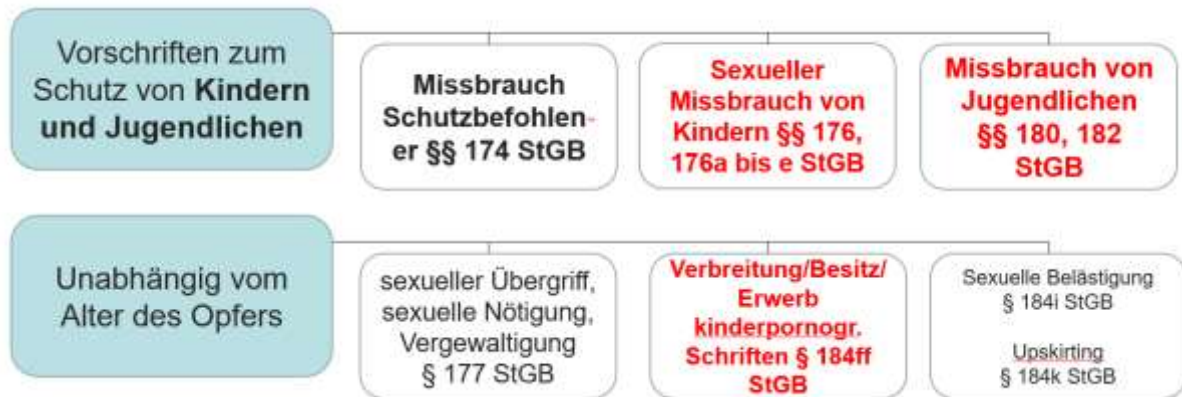 Vorschriften zum
Schutz von Kindern
und Jugendlichen
Missbrauch
Schutzbefohlen-
er §§ 174 StGB
Sexueller
Missbrauch von
Kindern §§ 176,
176a bis e StGB
Missbrauch von
Jugendlichen
§§ 180, 182
StGB
Unabhängig vom
Alter des Opfers
sexueller Übergriff,
sexuelle Nötigung,
Vergewaltigung
§ 177 StGB
Verbreitung/Besitz/
Erwerb
kinderpornogr.
Schriften § 184ff
StGB
Sexuelle Belästigung
§ 184i StGB
Upskirting
§ 184k StGB